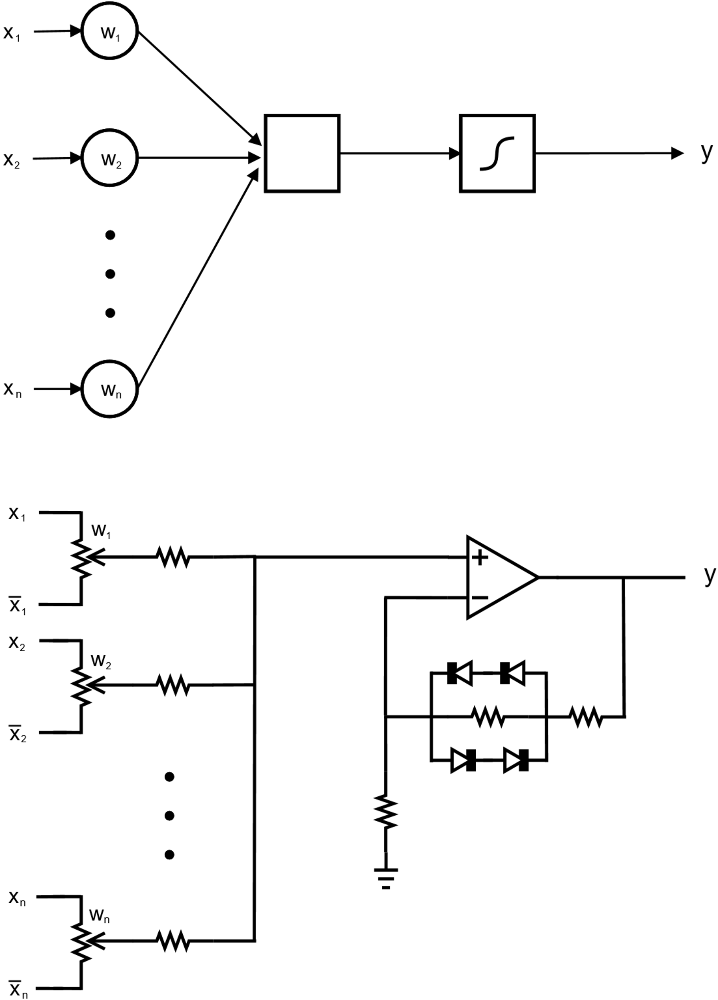 x₁ w₁
x₂ w₂ y
xₙ wₙ
x₁
w₁
+
y
−
x̅₁
x₂
w₂
x̅₂
xₙ
wₙ
x̅ₙ